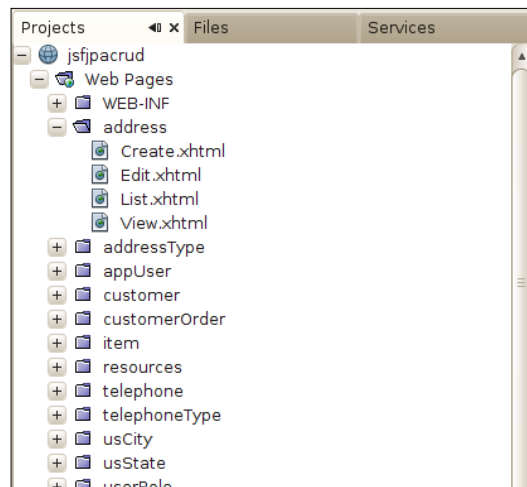 Projects Files Services
jsfjpacrud
Web Pages
WEB-INF
address
Create.xhtml
Edit.xhtml
List.xhtml
View.xhtml
addressType
appUser
customer
customerOrder
item
resources
telephone
telephoneType
usCity
usState
userRole